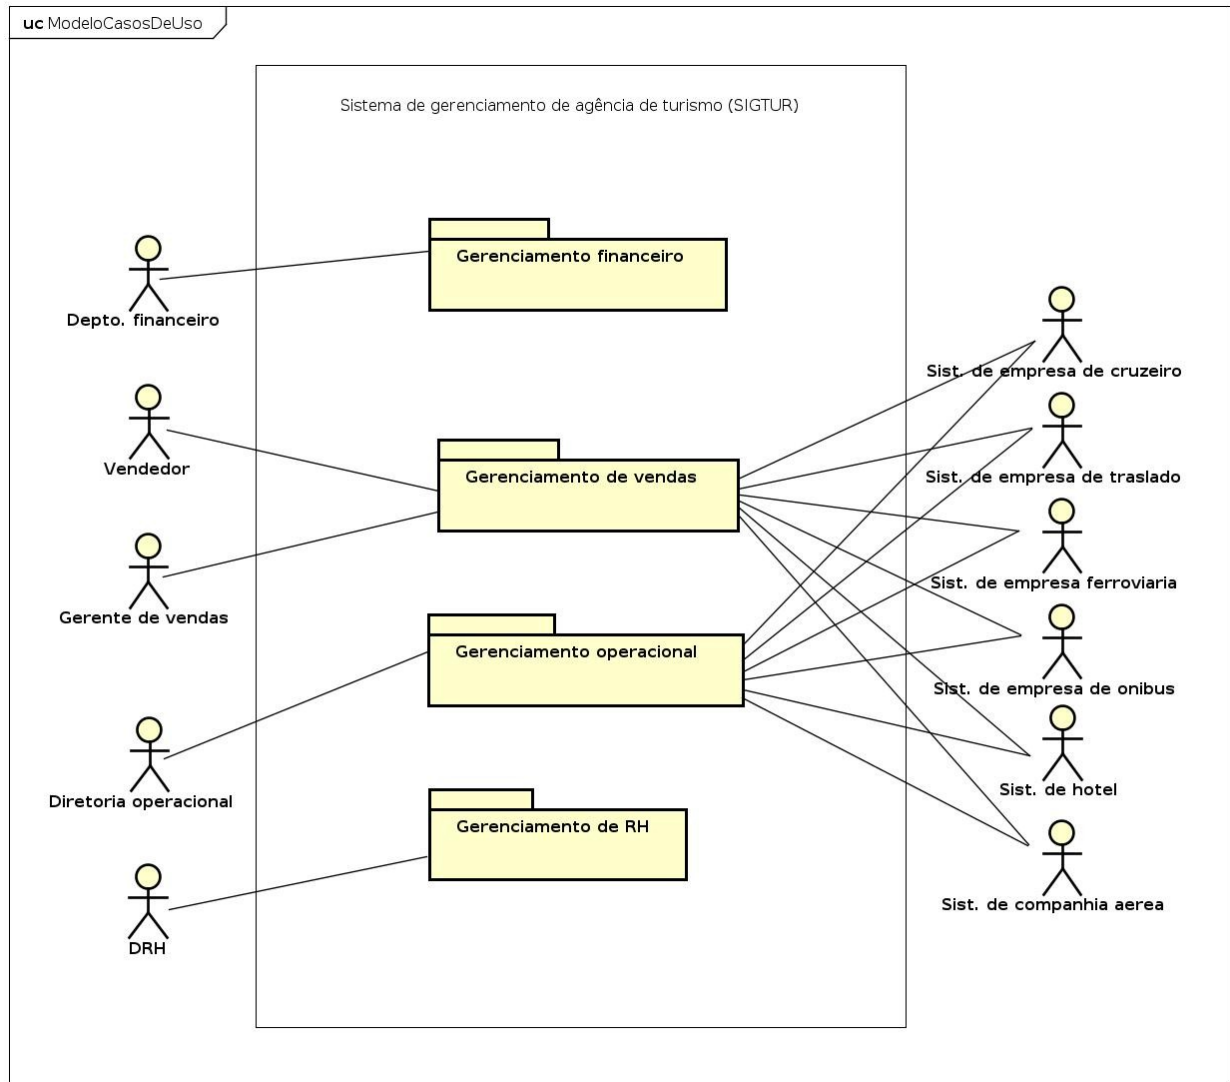 uc ModeloCasosDeUso
Sistema de gerenciamento de agência de turismo (SIGTUR)
Gerenciamento financeiro
Depto. financeiro
Sist. de empresa de cruzeiro
Vendedor
Gerenciamento de vendas
Sist. de empresa de traslado
Sist. de empresa ferroviaria
Gerente de vendas
Gerenciamento operacional
Sist. de empresa de onibus
Sist. de hotel
Diretoria operacional
Gerenciamento de RH
Sist. de companhia aerea
DRH